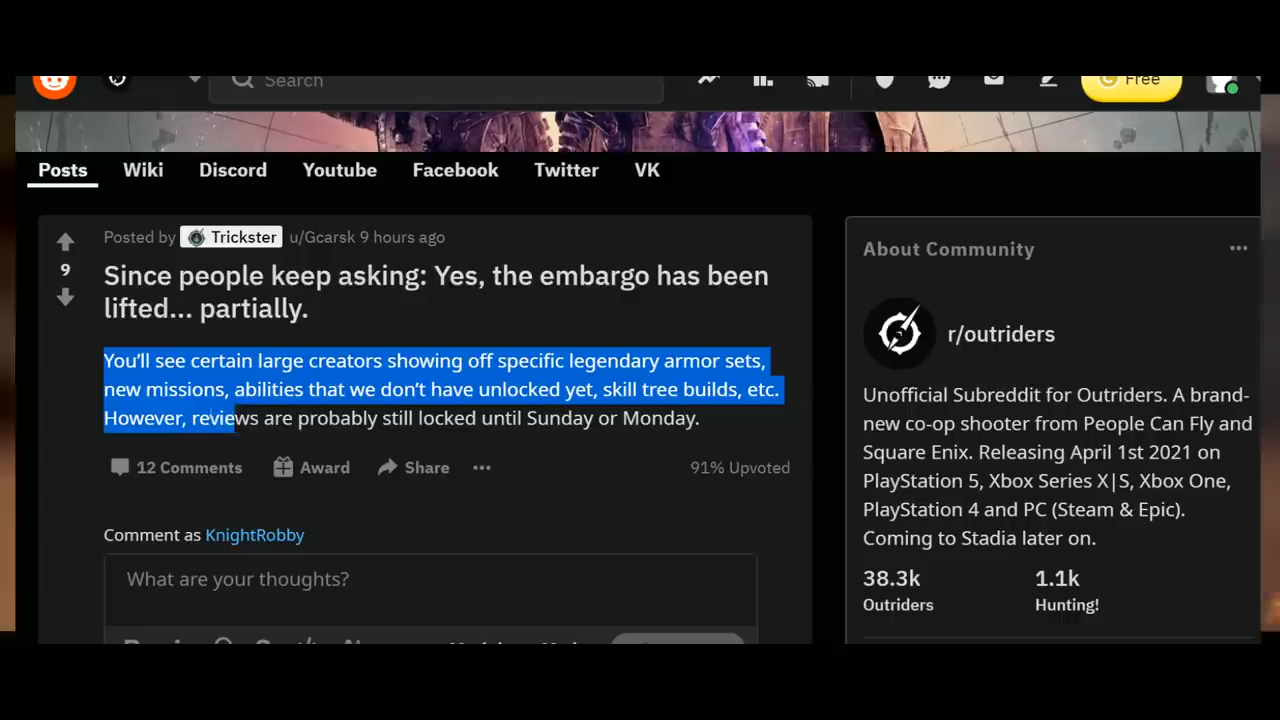 Search
Free
Posts Wiki Discord Youtube Facebook Twitter VK
Posted by Trickster u/Gcarsk 9 hours ago
9
Since people keep asking: Yes, the embargo has been
lifted... partially.
You’ll see certain large creators showing off specific legendary armor sets,
new missions, abilities that we don’t have unlocked yet, skill tree builds, etc.
However, reviews are probably still locked until Sunday or Monday.
12 Comments Award Share ••• 91% Upvoted
Comment as KnightRobby
What are your thoughts?
About Community
r/outriders
Unofficial Subreddit for Outriders. A brand-
new co-op shooter from People Can Fly and
Square Enix. Releasing April 1st 2021 on
PlayStation 5, Xbox Series X|S, Xbox One,
PlayStation 4 and PC (Steam & Epic).
Coming to Stadia later on.
38.3k 1.1k
Outriders Hunting!